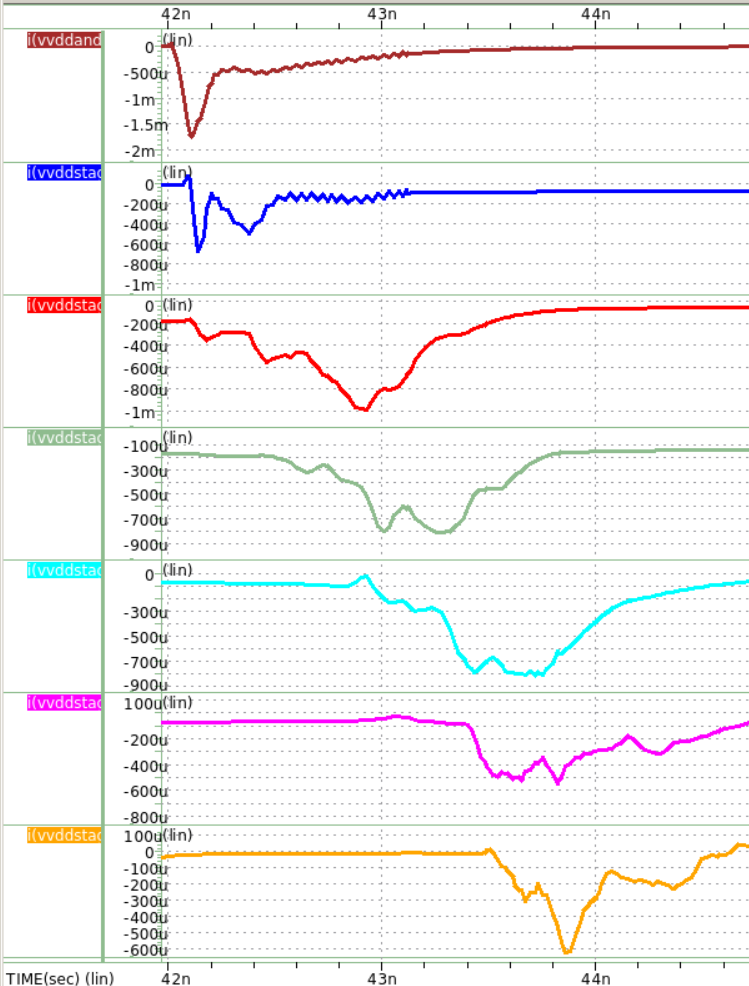 42n 43n 44n
i(vvddand (lin)
0
-500u
-1m
-1.5m
-2m
i(vvddstac (lin)
0
-200u
-400u
-600u
-800u
-1m
i(vvddstac (lin)
0
-200u
-400u
-600u
-800u
-1m
i(vvddstac (lin)
-100u
-300u
-500u
-700u
-900u
i(vvddstac (lin)
0
-300u
-500u
-700u
-900u
i(vvddstac 100u (lin)
-200u
-400u
-600u
-800u
i(vvddstac 100u (lin)
0
-100u
-200u
-300u
-400u
-500u
-600u
TIME(sec) (lin) 42n 43n 44n